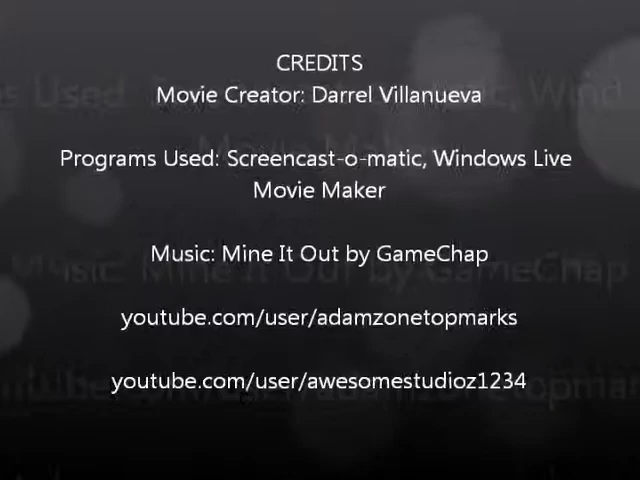 CREDITS
Movie Creator: Darrel Villanueva
Programs Used: Screencast-o-matic, Windows Live
Movie Maker
Music: Mine It Out by GameChap
youtube.com/user/adamzonetopmarks
youtube.com/user/awesomestudioz1234